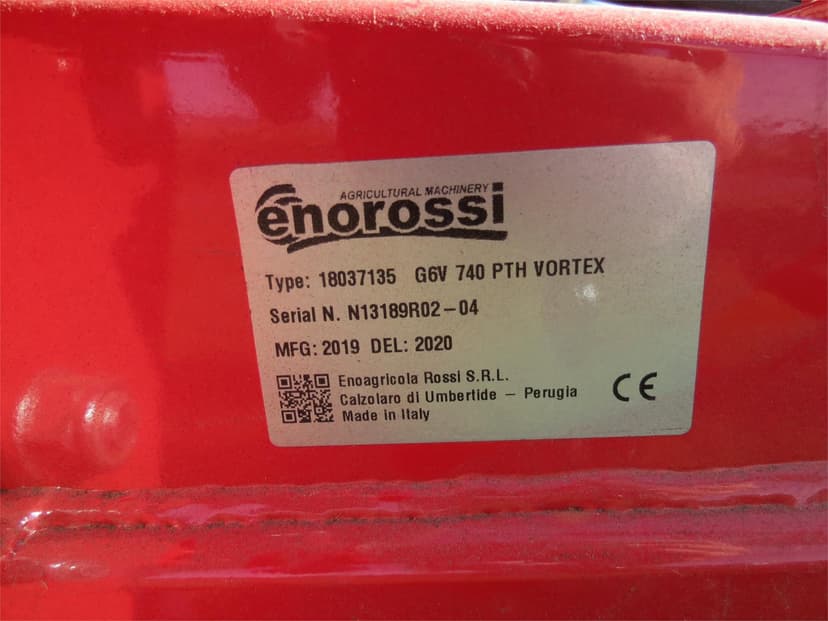 AGRICULTURAL MACHINERY
enorossi
Type: 18037135 G6V 740 PTH VORTEX
Serial N. N13189R02-04
MFG: 2019 DEL: 2020
Enoagricola Rossi S.R.L.
Calzolaro di Umbertide – Perugia
Made in Italy
CE